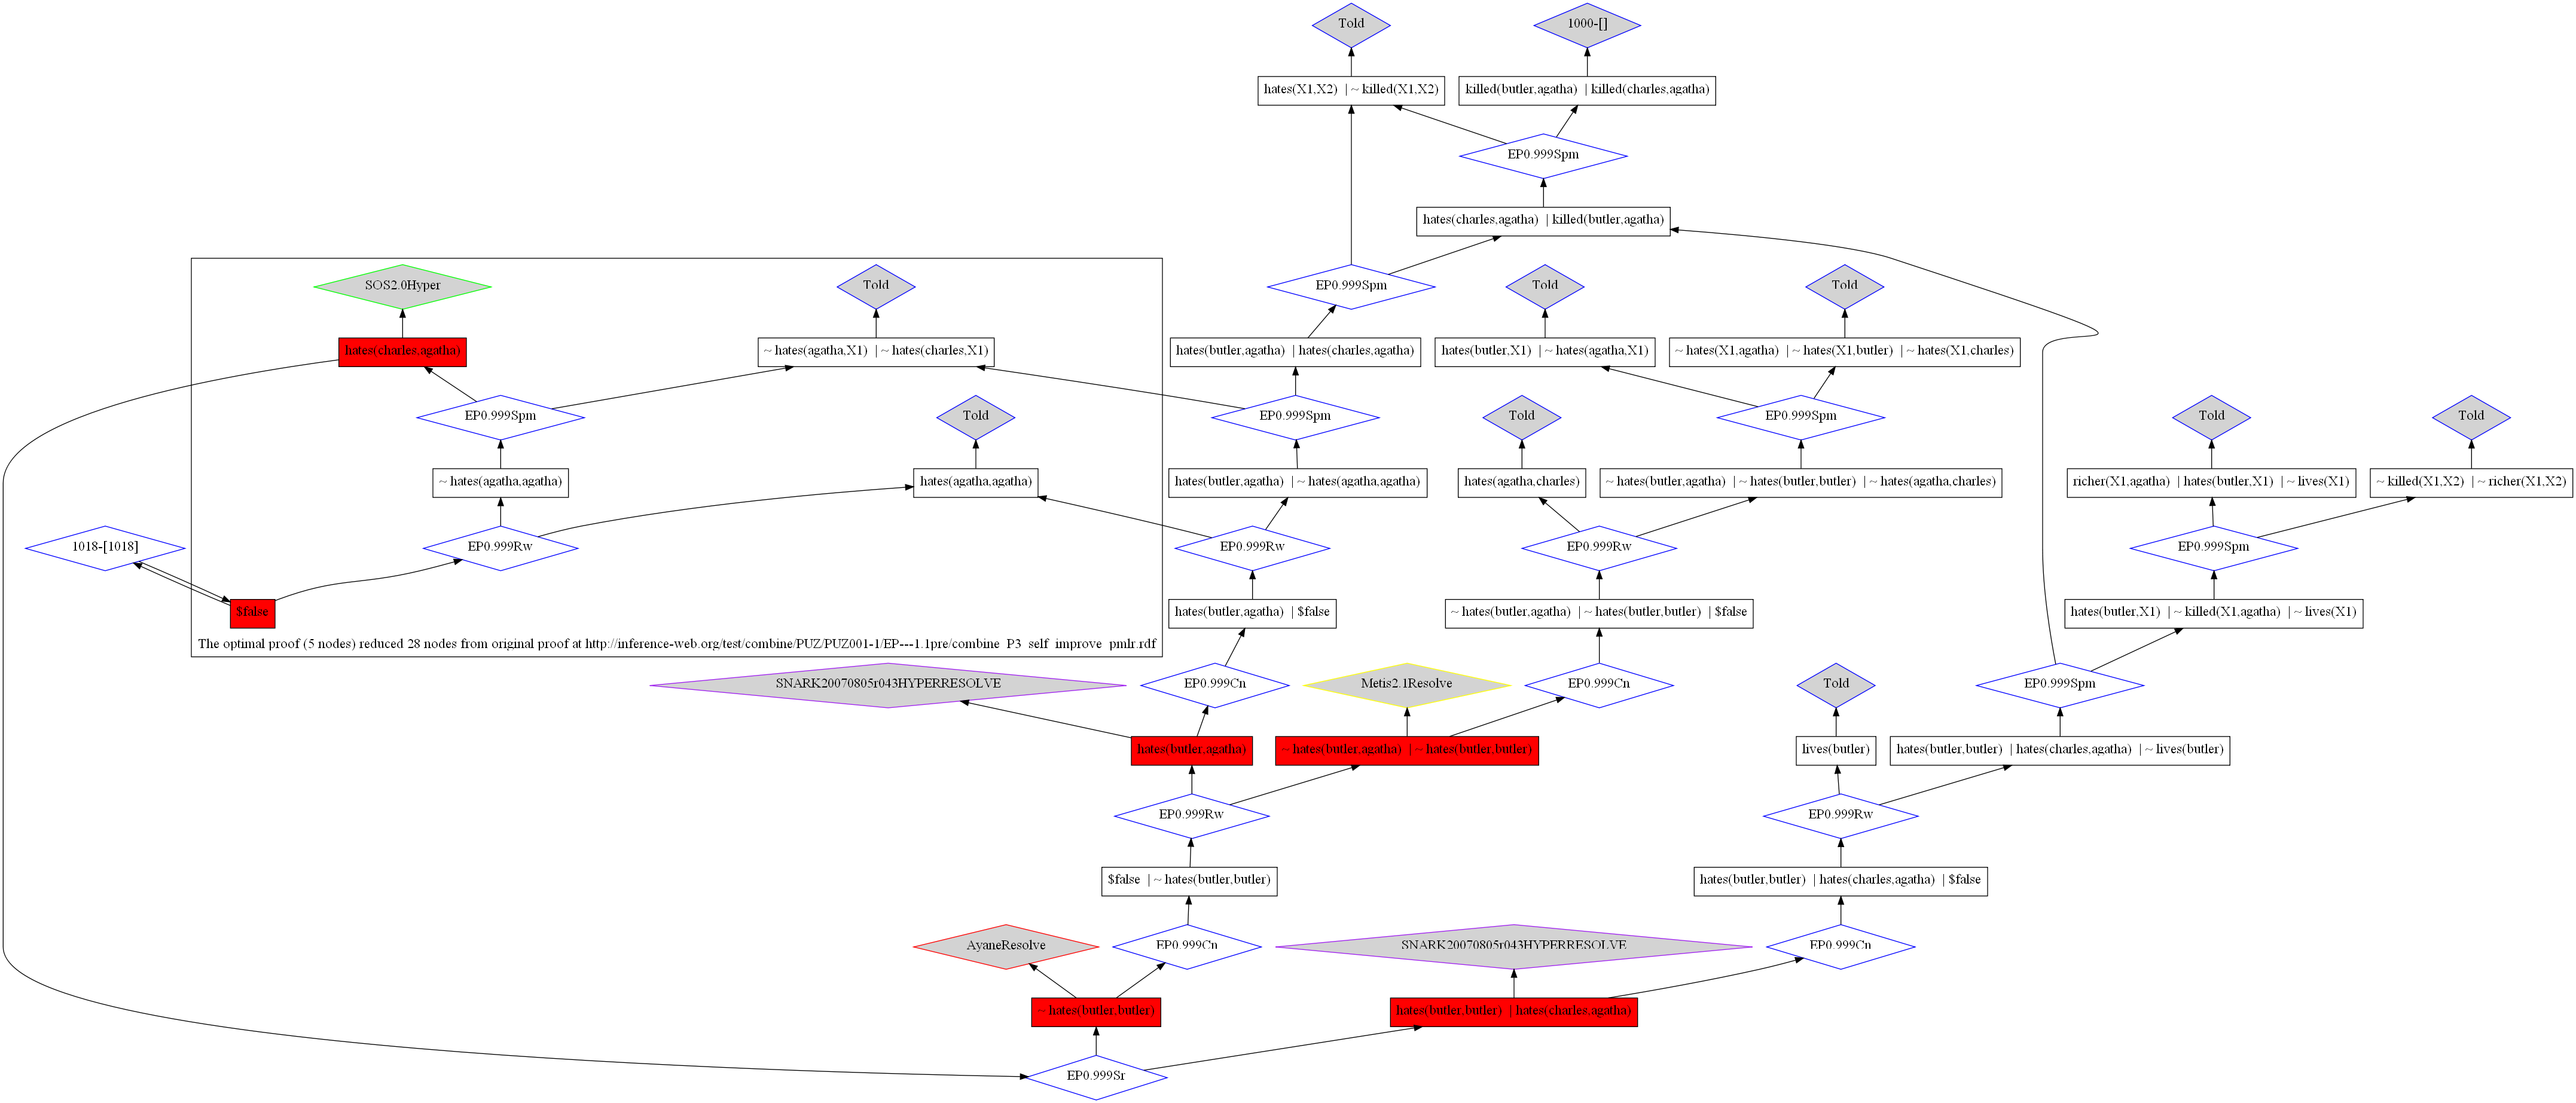 Told
1000-[]
hates(X1,X2) | ~ killed(X1,X2)
killed(butler,agatha) | killed(charles,agatha)
EP0.999Spm
hates(charles,agatha) | killed(butler,agatha)
SOS2.0Hyper
Told
EP0.999Spm
Told
Told
hates(charles,agatha)
~ hates(agatha,X1) | ~ hates(charles,X1)
hates(butler,agatha) | hates(charles,agatha)
hates(butler,X1) | ~ hates(agatha,X1)
~ hates(X1,agatha) | ~ hates(X1,butler) | ~ hates(X1,charles)
EP0.999Spm
Told
EP0.999Spm
Told
EP0.999Spm
Told
Told
~ hates(agatha,agatha)
hates(agatha,agatha)
hates(butler,agatha) | ~ hates(agatha,agatha)
hates(agatha,charles)
~ hates(butler,agatha) | ~ hates(butler,butler) | ~ hates(agatha,charles)
richer(X1,agatha) | hates(butler,X1) | ~ lives(X1)
~ killed(X1,X2) | ~ richer(X1,X2)
1018-[1018]
EP0.999Rw
EP0.999Rw
EP0.999Rw
EP0.999Spm
$false
hates(butler,agatha) | $false
~ hates(butler,agatha) | ~ hates(butler,butler) | $false
hates(butler,X1) | ~ killed(X1,agatha) | ~ lives(X1)
The optimal proof (5 nodes) reduced 28 nodes from original proof at http://inference-web.org/test/combine/PUZ/PUZ001-1/EP---1.1pre/combine_P3_self_improve_pmlr.rdf
SNARK20070805r043HYPERRESOLVE
EP0.999Cn
Metis2.1Resolve
EP0.999Cn
Told
EP0.999Spm
hates(butler,agatha)
~ hates(butler,agatha) | ~ hates(butler,butler)
lives(butler)
hates(butler,butler) | hates(charles,agatha) | ~ lives(butler)
EP0.999Rw
EP0.999Rw
$false | ~ hates(butler,butler)
hates(butler,butler) | hates(charles,agatha) | $false
AyaneResolve
EP0.999Cn
SNARK20070805r043HYPERRESOLVE
EP0.999Cn
~ hates(butler,butler)
hates(butler,butler) | hates(charles,agatha)
EP0.999Sr